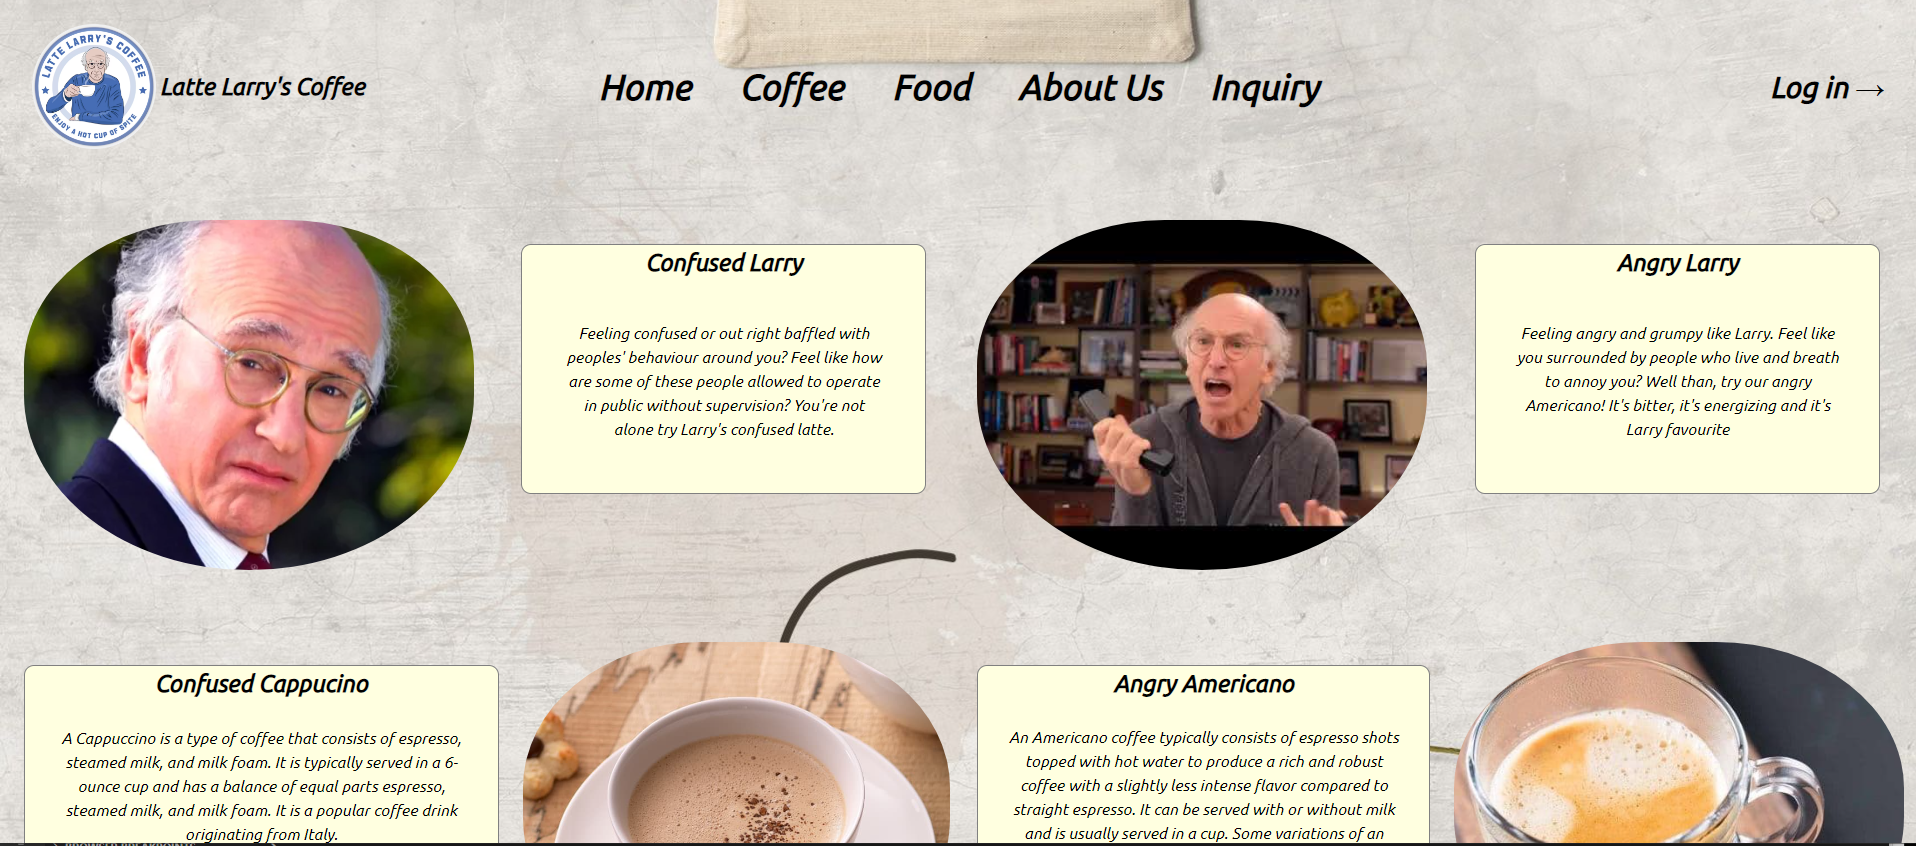 LATTE LARRY'S COFFEE
ENJOY A HOT CUP OF SPITE
Latte Larry's Coffee
Home Coffee Food About Us Inquiry
Log in →
Confused Larry
Feeling confused or out right baffled with
peoples' behaviour around you? Feel like how
are some of these people allowed to operate
in public without supervision? You're not
alone try Larry's confused latte.
Angry Larry
Feeling angry and grumpy like Larry. Feel like
you surrounded by people who live and breath
to annoy you? Well than, try our angry
Americano! It's bitter, it's energizing and it's
Larry favourite
Confused Cappucino
A Cappuccino is a type of coffee that consists of espresso,
steamed milk, and milk foam. It is typically served in a 6-
ounce cup and has a balance of equal parts espresso,
steamed milk, and milk foam. It is a popular coffee drink
originating from Italy.
Angry Americano
An Americano coffee typically consists of espresso shots
topped with hot water to produce a rich and robust
coffee with a slightly less intense flavor compared to
straight espresso. It can be served with or without milk
and is usually served in a cup. Some variations of an